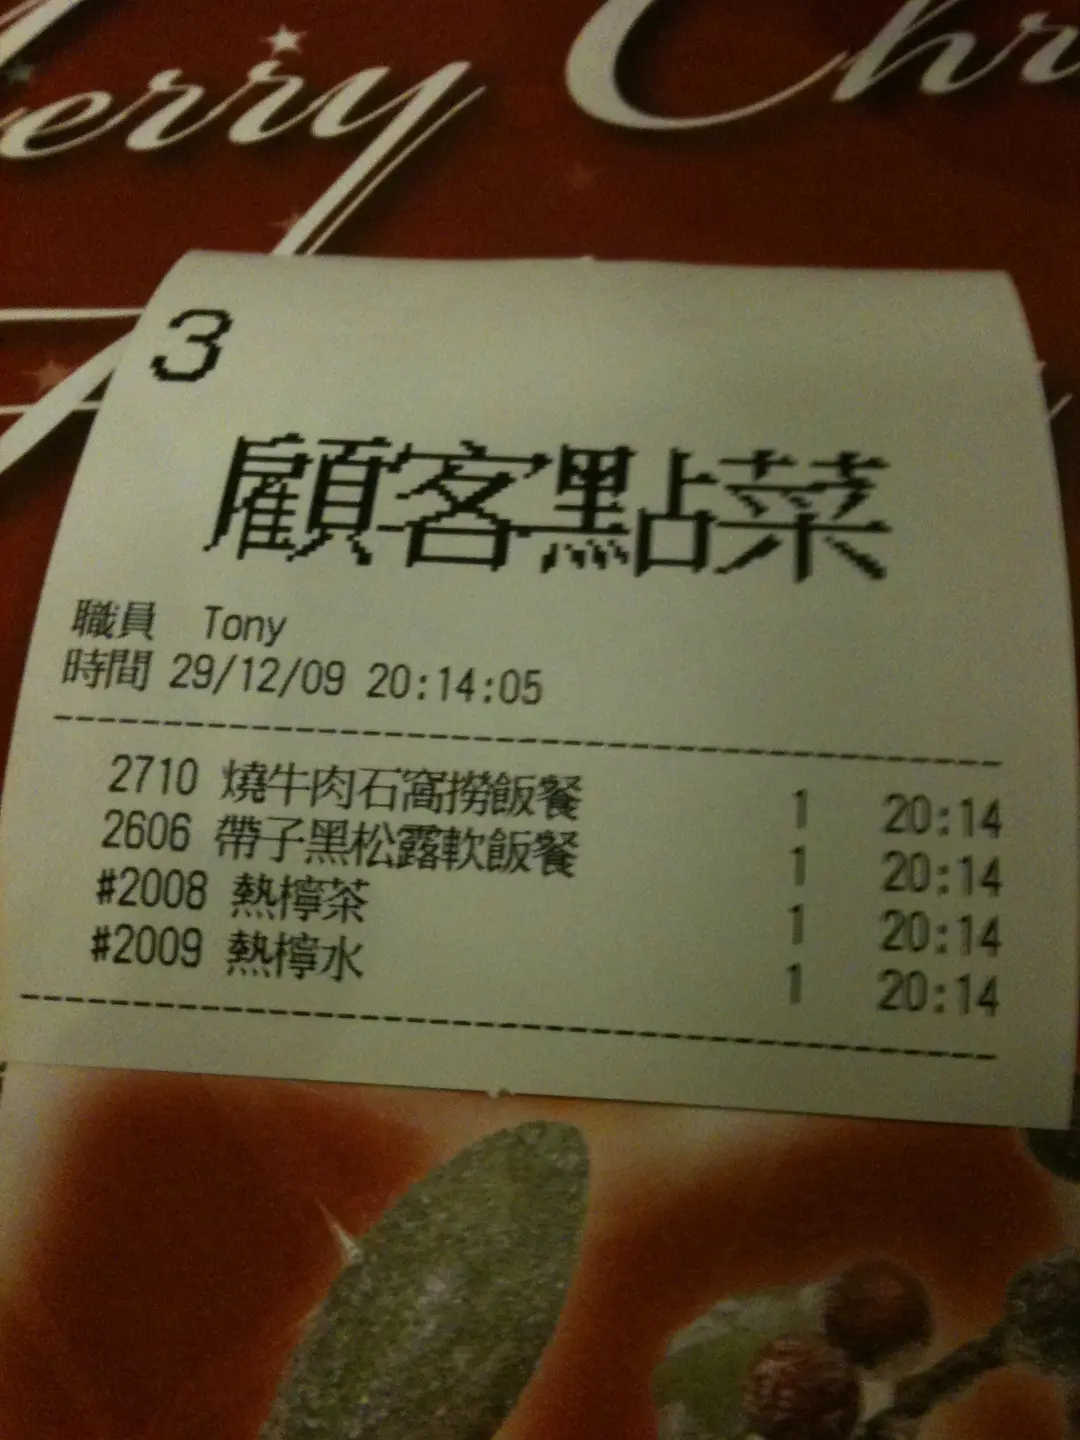 Merry Chr
3
顧客點菜
職員 Tony
時間 29/12/09 20:14:05
2710 燒牛肉石窩撈飯餐 1 20:14
2606 帶子黑松露軟飯餐 1 20:14
#2008 熱檸茶 1 20:14
#2009 熱檸水 1 20:14